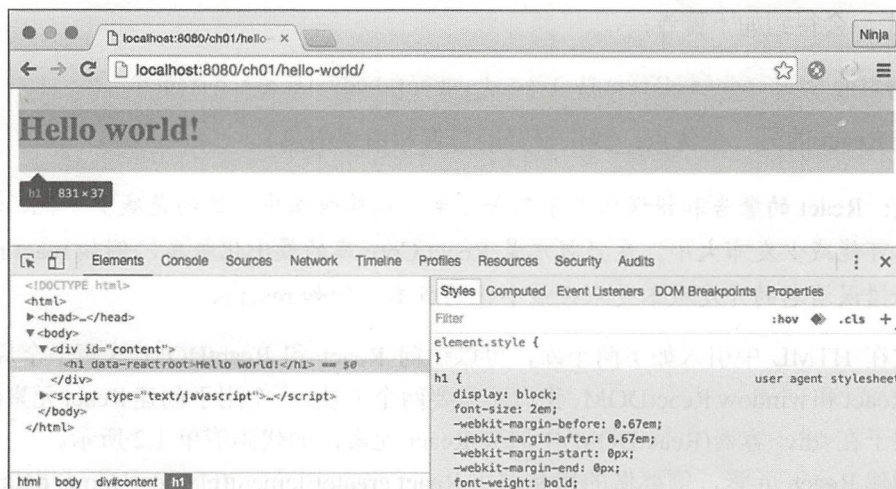 localhost:8080/ch01/hello- ×
Ninja
localhost:8080/ch01/hello-world/
Hello world!
h1 | 831 × 37
Elements Console Sources Network Timeline Profiles Resources Security Audits
<!DOCTYPE html>
<html>
▶<head>…</head>
▼<body>
▼<div id="content">
<h1 data-reactroot>Hello world!</h1> == $0
</div>
▶<script type="text/javascript">…</script>
</body>
</html>
html body div#content h1
Styles Computed Event Listeners DOM Breakpoints Properties
Filter :hov .cls +
element.style {
}
h1 { user agent stylesheet
display: block;
font-size: 2em;
-webkit-margin-before: 0.67em;
-webkit-margin-after: 0.67em;
-webkit-margin-start: 0px;
-webkit-margin-end: 0px;
font-weight: bold;